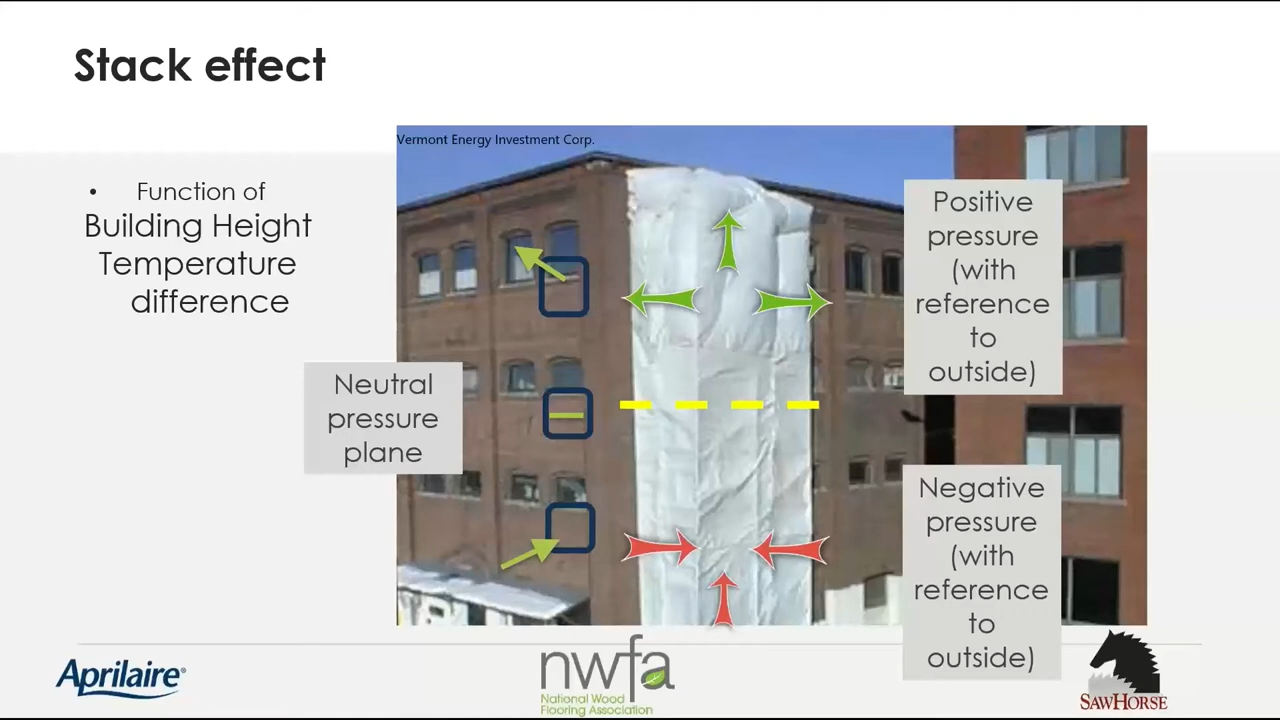 Stack effect
Vermont Energy Investment Corp.
• Function of
Building Height
Temperature
difference
Neutral
pressure
plane
Positive
pressure
(with
reference
to
outside)
Negative
pressure
(with
reference
to
outside)
Aprilaire®
nwfa
National Wood
Flooring Association
SAWHORSE